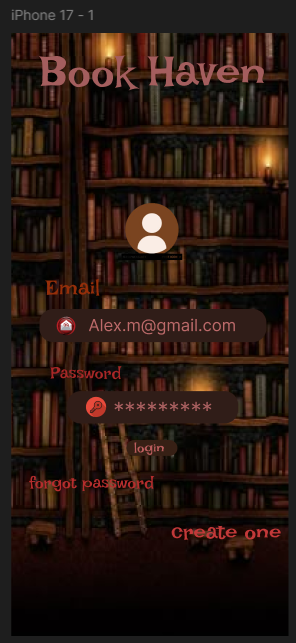 iPhone 17 - 1
Book Haven
Email
Alex.m@gmail.com
Password
*********
login
forgot password
create one